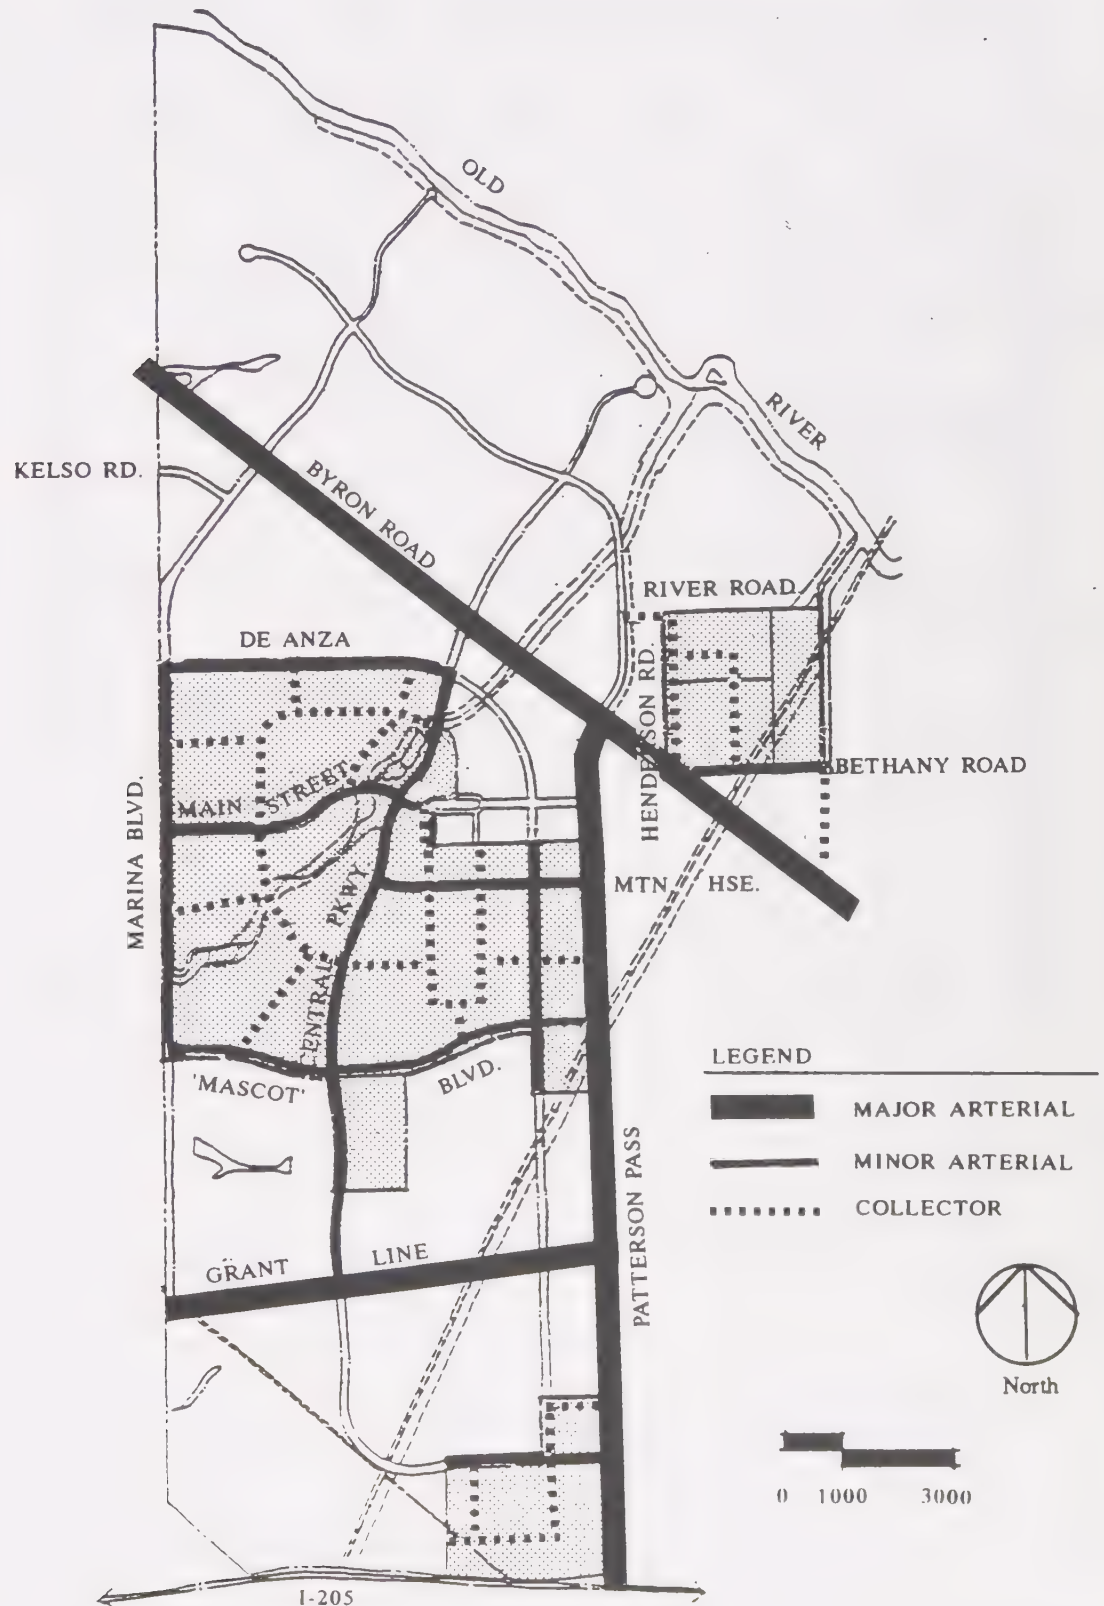 OLD
RIVER
KELSO RD.
BYRON ROAD
RIVER ROAD
DE ANZA
HENDERSON RD.
BETHANY ROAD
MARINA BLVD.
MAIN STREET
MTN HSE.
CENTRAL PKWY
'MASCOT' BLVD.
PATTERSON PASS
GRANT LINE
I-205
LEGEND
MAJOR ARTERIAL
MINOR ARTERIAL
COLLECTOR
North
0 1000 3000